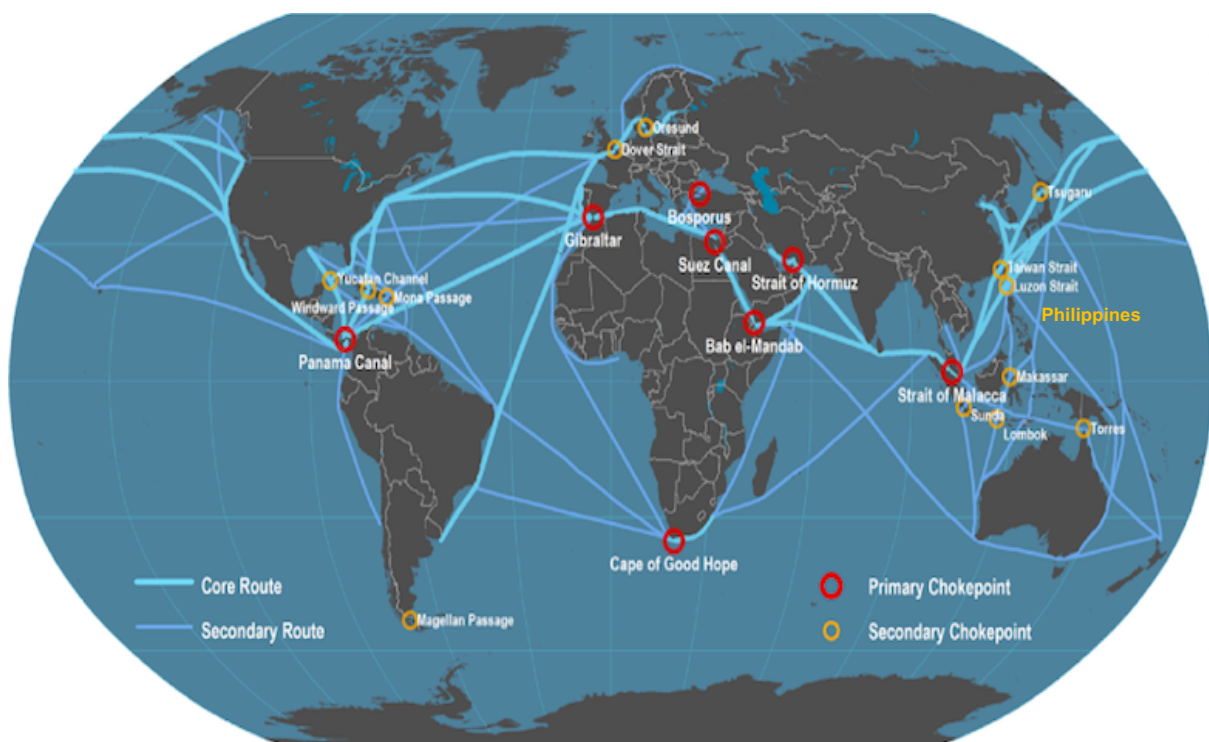 Oresund
Dover Strait
Tsugaru
Bosporus
Gibraltar
Suez Canal
Strait of Hormuz
Taiwan Strait
Luzon Strait
Yucatan Channel
Mona Passage
Windward Passage
Philippines
Bab el-Mandab
Panama Canal
Makassar
Strait of Malacca
Sunda
Lombok
Torres
Cape of Good Hope
Core Route
Primary Chokepoint
Magellan Passage
Secondary Route
Secondary Chokepoint